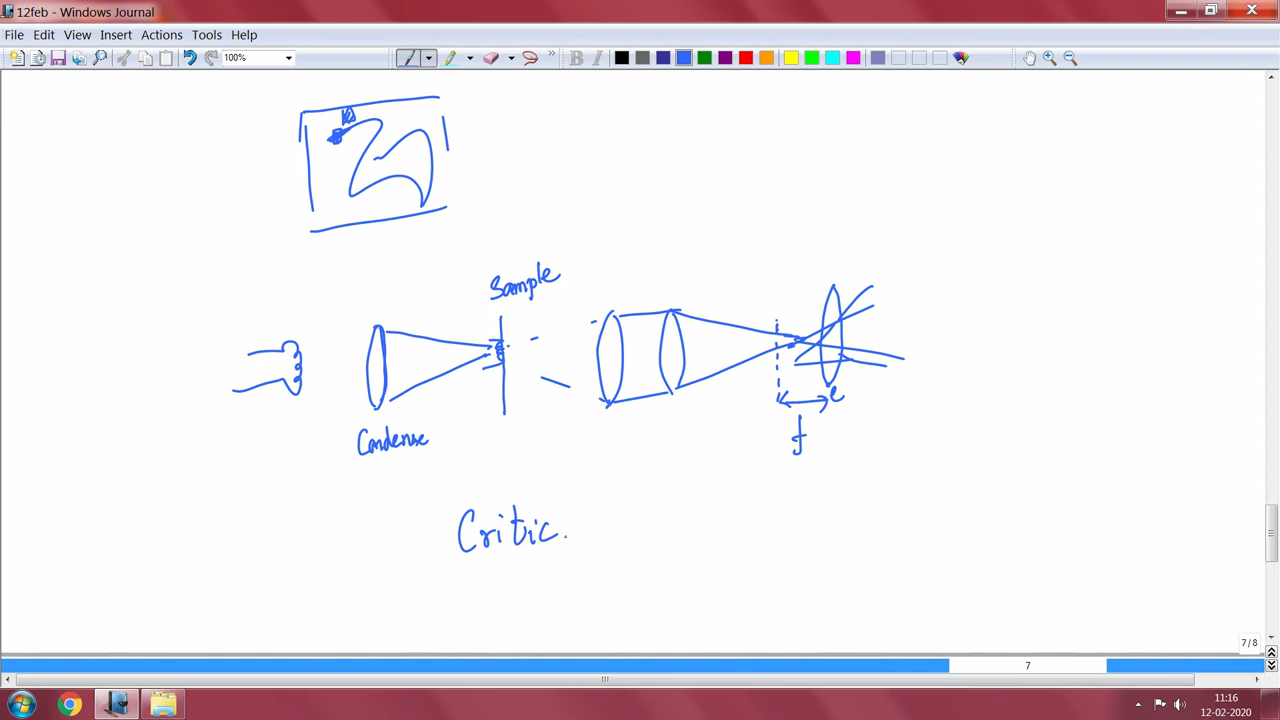 12feb - Windows Journal
File Edit View Insert Actions Tools Help
100%
B I
Sample
Condense
e
f
Critic.
7/8
7
11:16
12-02-2020